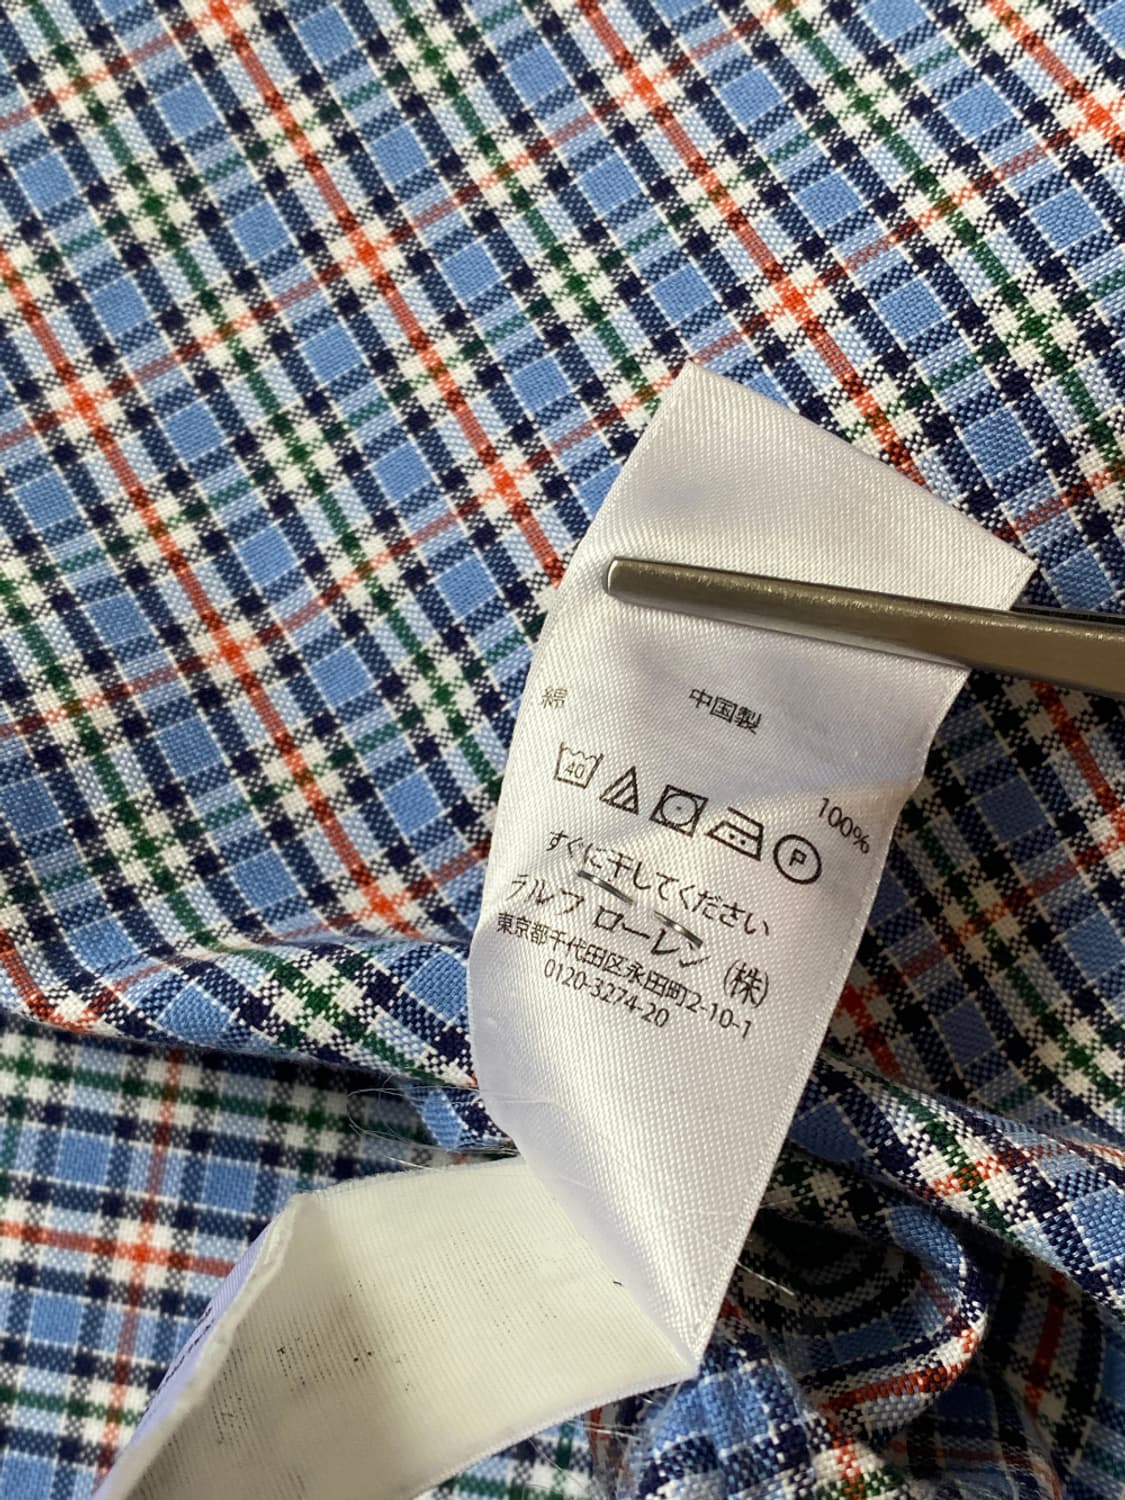 綿 中国製 100%
40 P
すぐに干してください
ラルフ ローレン (株)
東京都千代田区永田町2-10-1
0120-3274-20